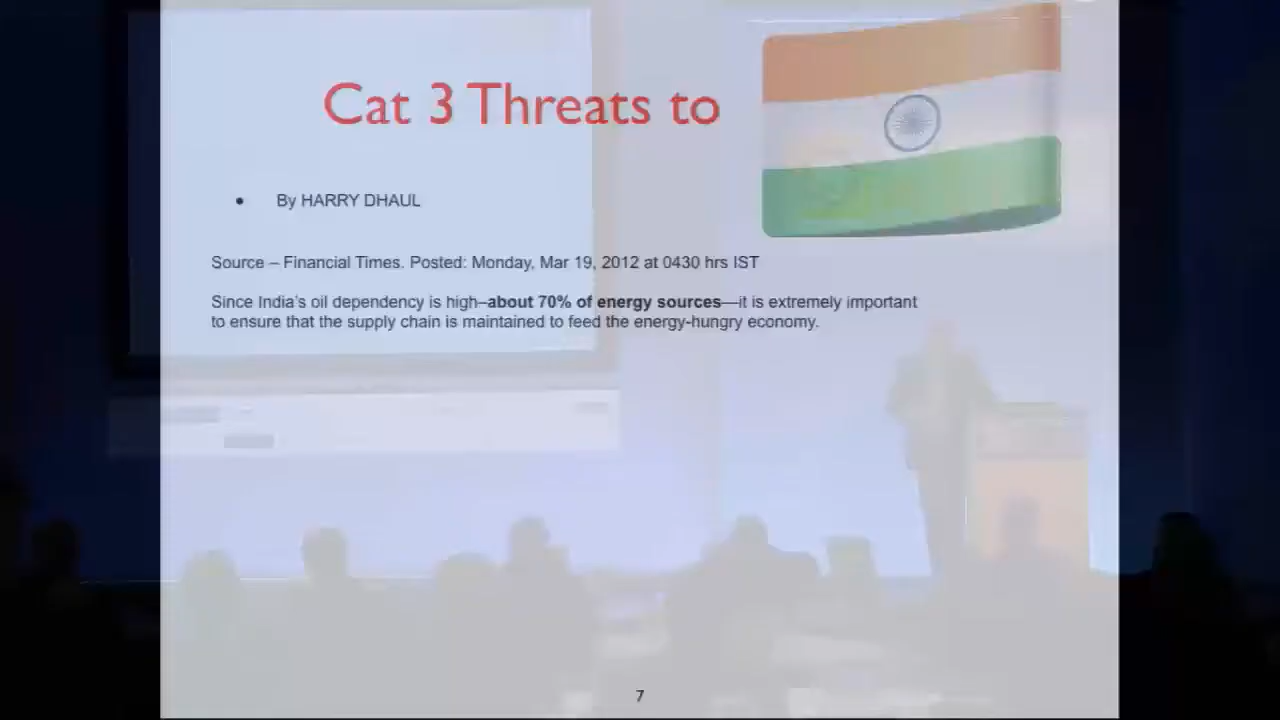 Cat 3 Threats to
• By HARRY DHAUL
Source – Financial Times. Posted: Monday, Mar 19, 2012 at 0430 hrs IST
Since India's oil dependency is high–about 70% of energy sources—it is extremely important
to ensure that the supply chain is maintained to feed the energy-hungry economy.
7